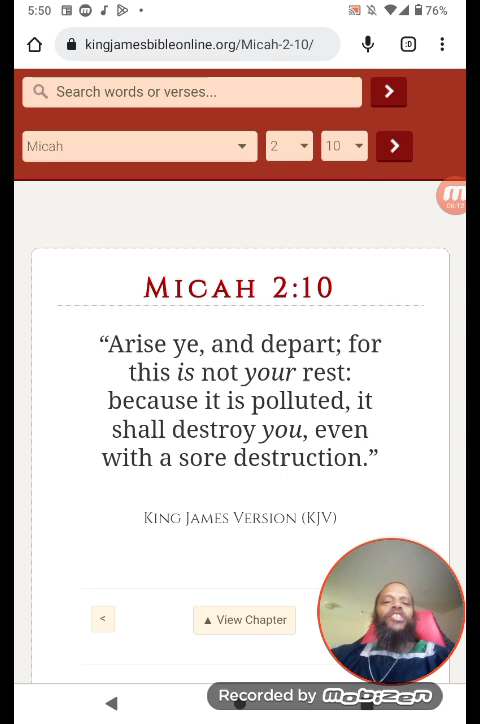 5:50
76%
kingjamesbibleonline.org/Micah-2-10/
:D
Search words or verses...
Micah 2 10
06:12
MICAH 2:10
“Arise ye, and depart; for
this is not your rest:
because it is polluted, it
shall destroy you, even
with a sore destruction.”
KING JAMES VERSION (KJV)
< ▲ View Chapter
Recorded by mobizen